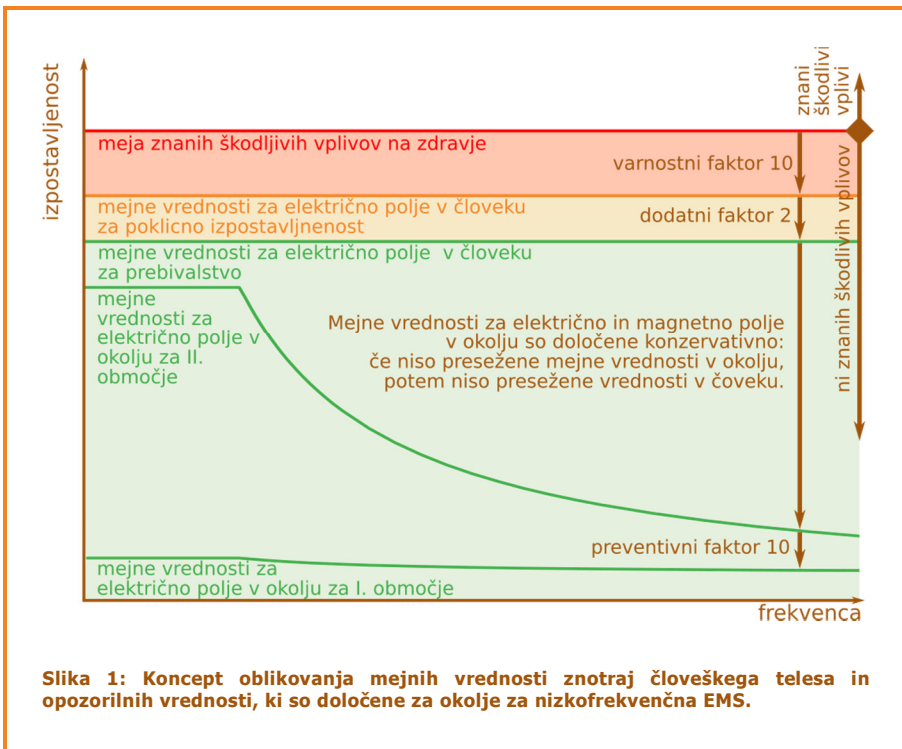 izpostavljenost
znani
škodlivi
vplivi
meja znanih škodljivih vplivov na zdravje
varnostni faktor 10
mejne vrednosti za električno polje v človeku
za poklicno izpostavljnenost
dodatni faktor 2
mejne vrednosti za električno polje v človeku
za prebivalstvo
ni znanih škodlivih vplivov
mejne
vrednosti za
električno polje v
okolju za II.
območje
Mejne vrednosti za električno in magnetno polje
v okolju so določene konzervativno:
če niso presežene mejne vrednosti v okolju,
potem niso presežene vrednosti v čoveku.
preventivni faktor 10
mejne vrednosti za
električno polje v okolju za I. območje
frekvenca
Slika 1: Koncept oblikovanja mejnih vrednosti znotraj človeškega telesa in
opozorilnih vrednosti, ki so določene za okolje za nizkofrekvenčna EMS.